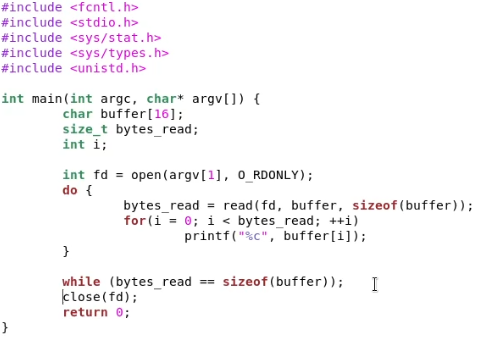 #include <fcntl.h>
#include <stdio.h>
#include <sys/stat.h>
#include <sys/types.h>
#include <unistd.h>
int main(int argc, char* argv[]) {
char buffer[16];
size_t bytes_read;
int i;
int fd = open(argv[1], O_RDONLY);
do {
bytes_read = read(fd, buffer, sizeof(buffer));
for(i = 0; i < bytes_read; ++i)
printf("%c", buffer[i]);
}
while (bytes_read == sizeof(buffer));
close(fd);
return 0;
}